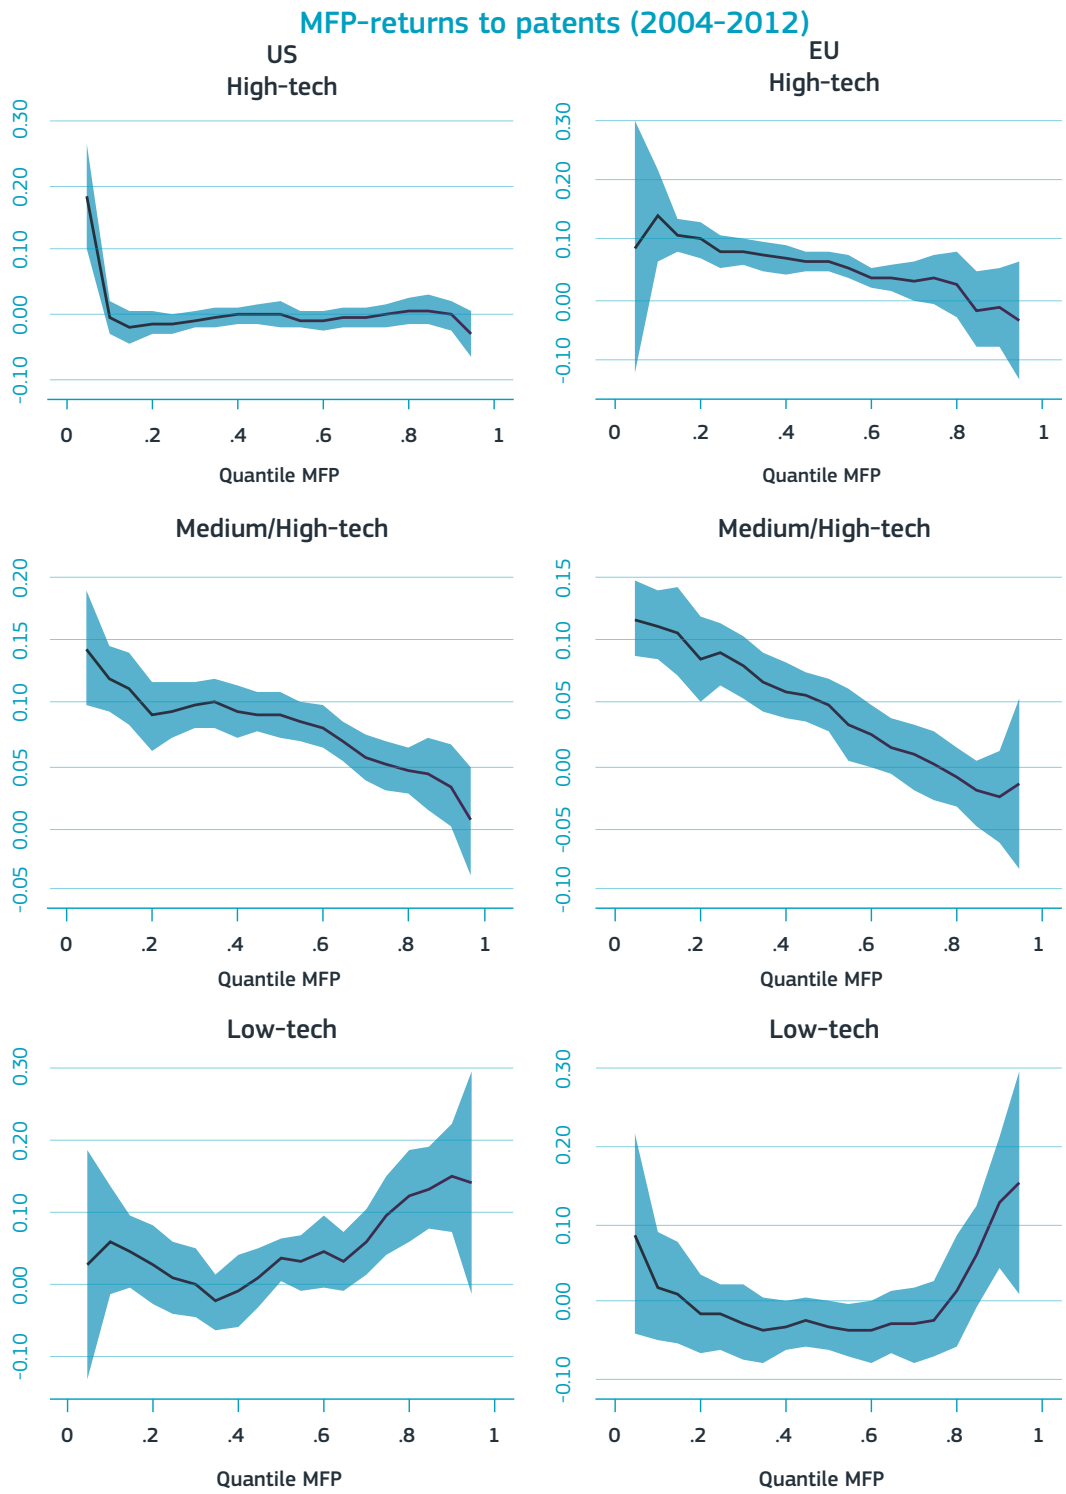 MFP-returns to patents (2004-2012)
US
High-tech
0.30
0.20
0.10
0.00
-0.10
0 .2 .4 .6 .8 1
Quantile MFP
EU
High-tech
0.30
0.20
0.10
0.00
-0.10
0 .2 .4 .6 .8 1
Quantile MFP
Medium/High-tech
0.20
0.15
0.10
0.05
0.00
-0.05
0 .2 .4 .6 .8 1
Quantile MFP
Medium/High-tech
0.15
0.10
0.05
0.00
-0.05
-0.10
0 .2 .4 .6 .8 1
Quantile MFP
Low-tech
0.30
0.20
0.10
0.00
-0.10
0 .2 .4 .6 .8 1
Quantile MFP
Low-tech
0.30
0.20
0.10
0.00
-0.10
0 .2 .4 .6 .8 1
Quantile MFP